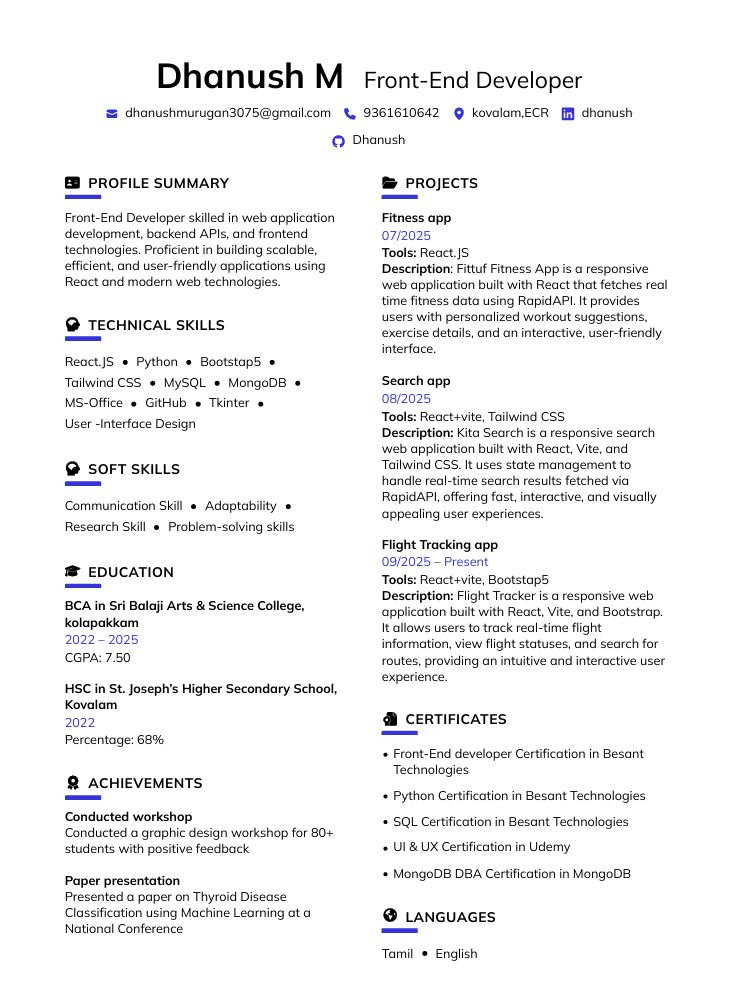 Dhanush M Front-End Developer
dhanushmurugan3075@gmail.com 9361610642 kovalam,ECR dhanush
Dhanush
PROFILE SUMMARY
Front-End Developer skilled in web application
development, backend APIs, and frontend
technologies. Proficient in building scalable,
efficient, and user-friendly applications using
React and modern web technologies.
TECHNICAL SKILLS
React.JS • Python • Bootstap5 •
Tailwind CSS • MySQL • MongoDB •
MS-Office • GitHub • Tkinter •
User -Interface Design
SOFT SKILLS
Communication Skill • Adaptability •
Research Skill • Problem-solving skills
EDUCATION
BCA in Sri Balaji Arts & Science College,
kolapakkam
2022 – 2025
CGPA: 7.50
HSC in St. Joseph’s Higher Secondary School,
Kovalam
2022
Percentage: 68%
ACHIEVEMENTS
Conducted workshop
Conducted a graphic design workshop for 80+
students with positive feedback
Paper presentation
Presented a paper on Thyroid Disease
Classification using Machine Learning at a
National Conference
PROJECTS
Fitness app
07/2025
Tools: React.JS
Description: Fittuf Fitness App is a responsive
web application built with React that fetches real
time fitness data using RapidAPI. It provides
users with personalized workout suggestions,
exercise details, and an interactive, user-friendly
interface.
Search app
08/2025
Tools: React+vite, Tailwind CSS
Description: Kita Search is a responsive search
web application built with React, Vite, and
Tailwind CSS. It uses state management to
handle real-time search results fetched via
RapidAPI, offering fast, interactive, and visually
appealing user experiences.
Flight Tracking app
09/2025 – Present
Tools: React+vite, Bootstap5
Description: Flight Tracker is a responsive web
application built with React, Vite, and Bootstrap.
It allows users to track real-time flight
information, view flight statuses, and search for
routes, providing an intuitive and interactive user
experience.
CERTIFICATES
• Front-End developer Certification in Besant
Technologies
• Python Certification in Besant Technologies
• SQL Certification in Besant Technologies
• UI & UX Certification in Udemy
• MongoDB DBA Certification in MongoDB
LANGUAGES
Tamil • English